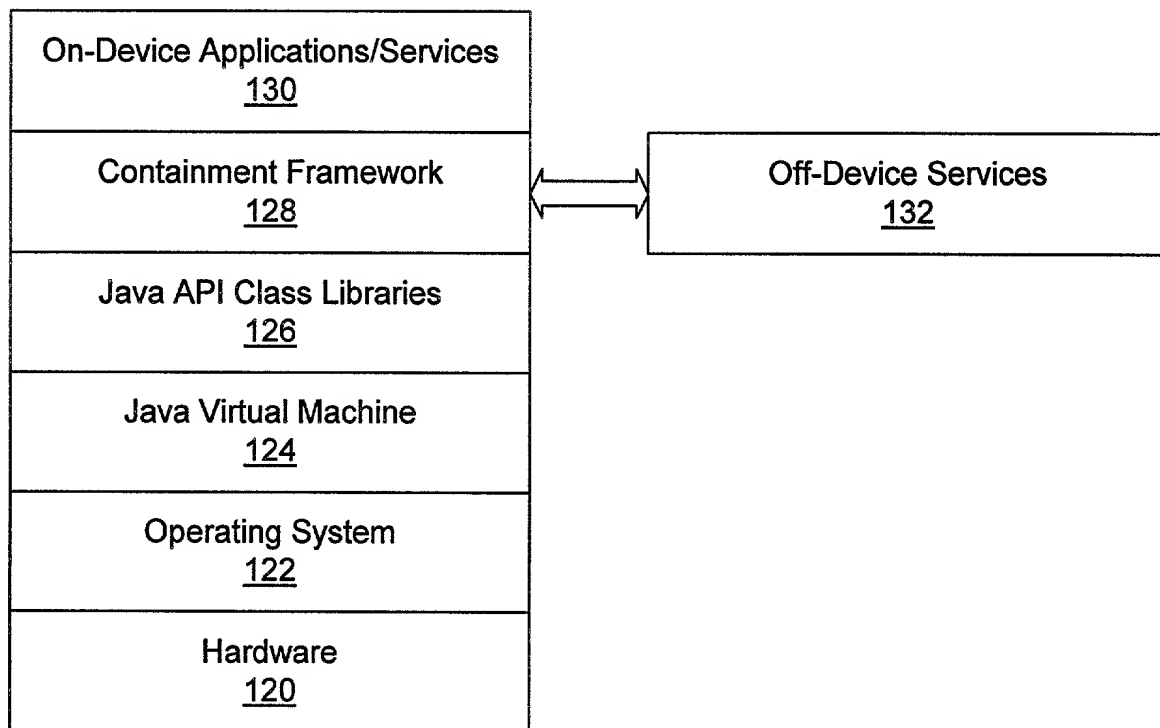 On-Device Applications/Services
130
Containment Framework
128
Off-Device Services
132
Java API Class Libraries
126
Java Virtual Machine
124
Operating System
122
Hardware
120